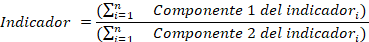 Indicador = (∑ⁿᵢ₌₁ Componente 1 del indicadorᵢ) / (∑ⁿᵢ₌₁ Componente 2 del indicadorᵢ)